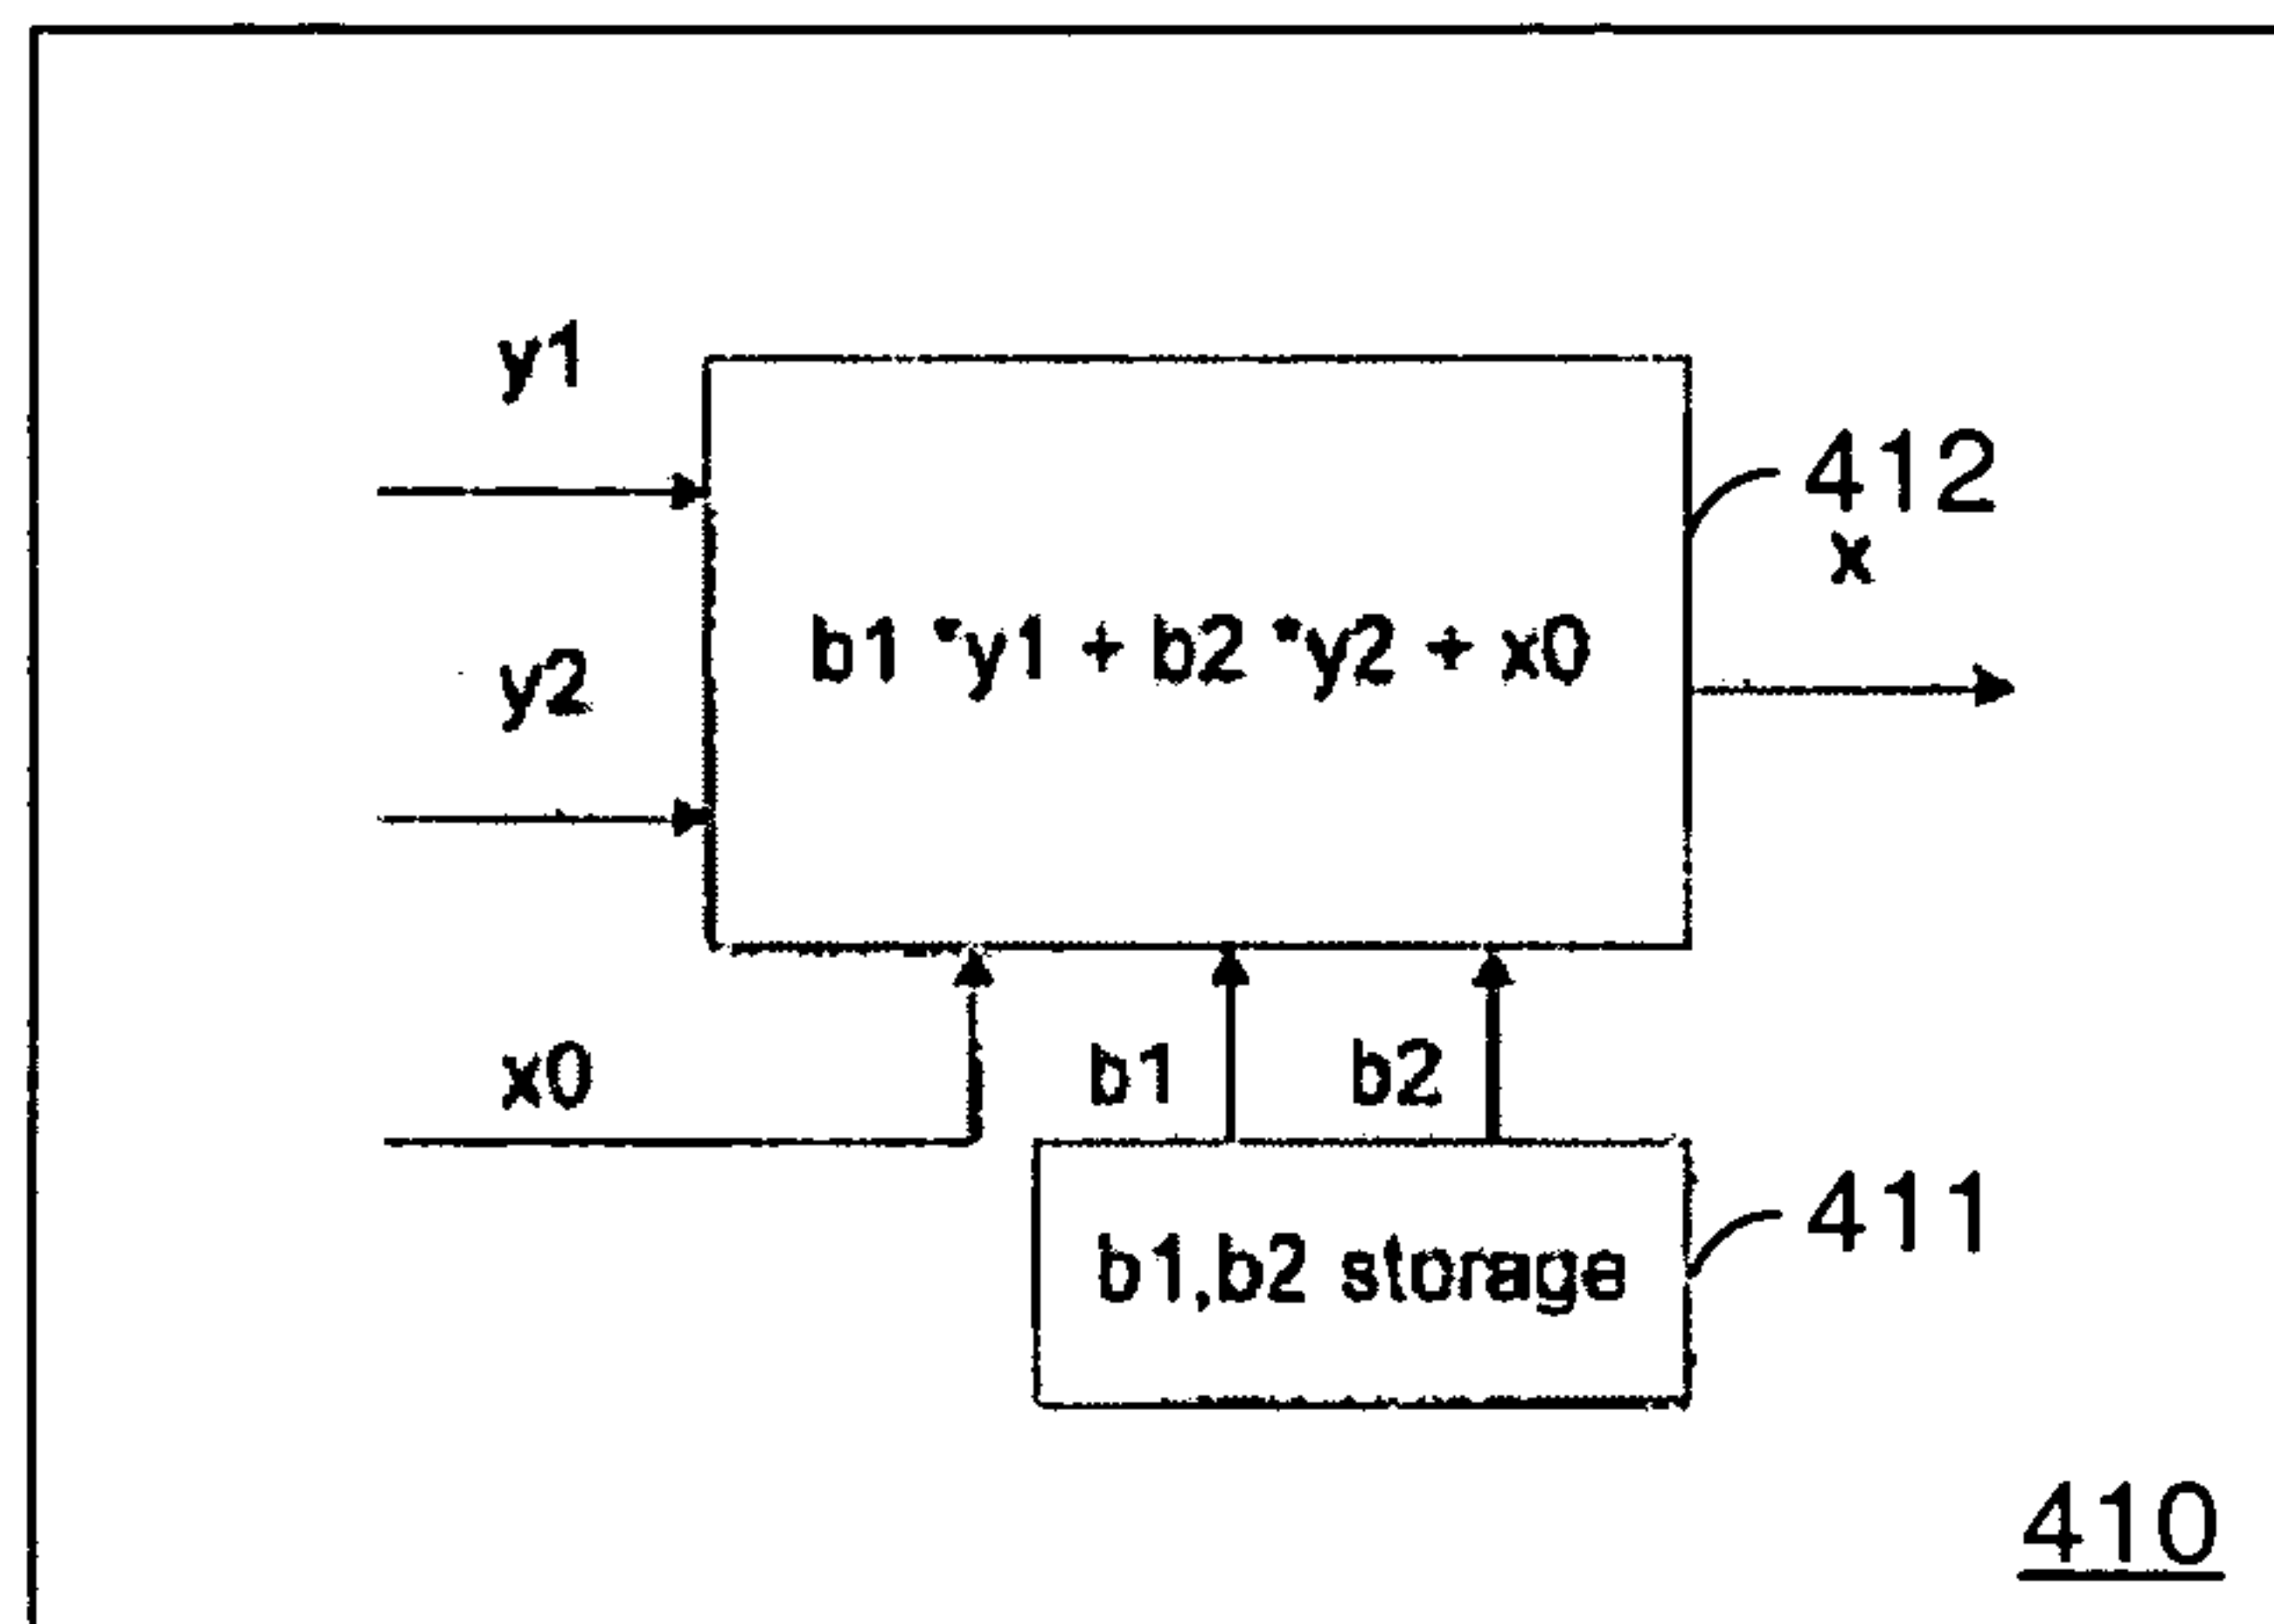 y1
412
x
b1 *y1 + b2 *y2 + x0
y2
x0
b1
b2
411
b1,b2 storage
410